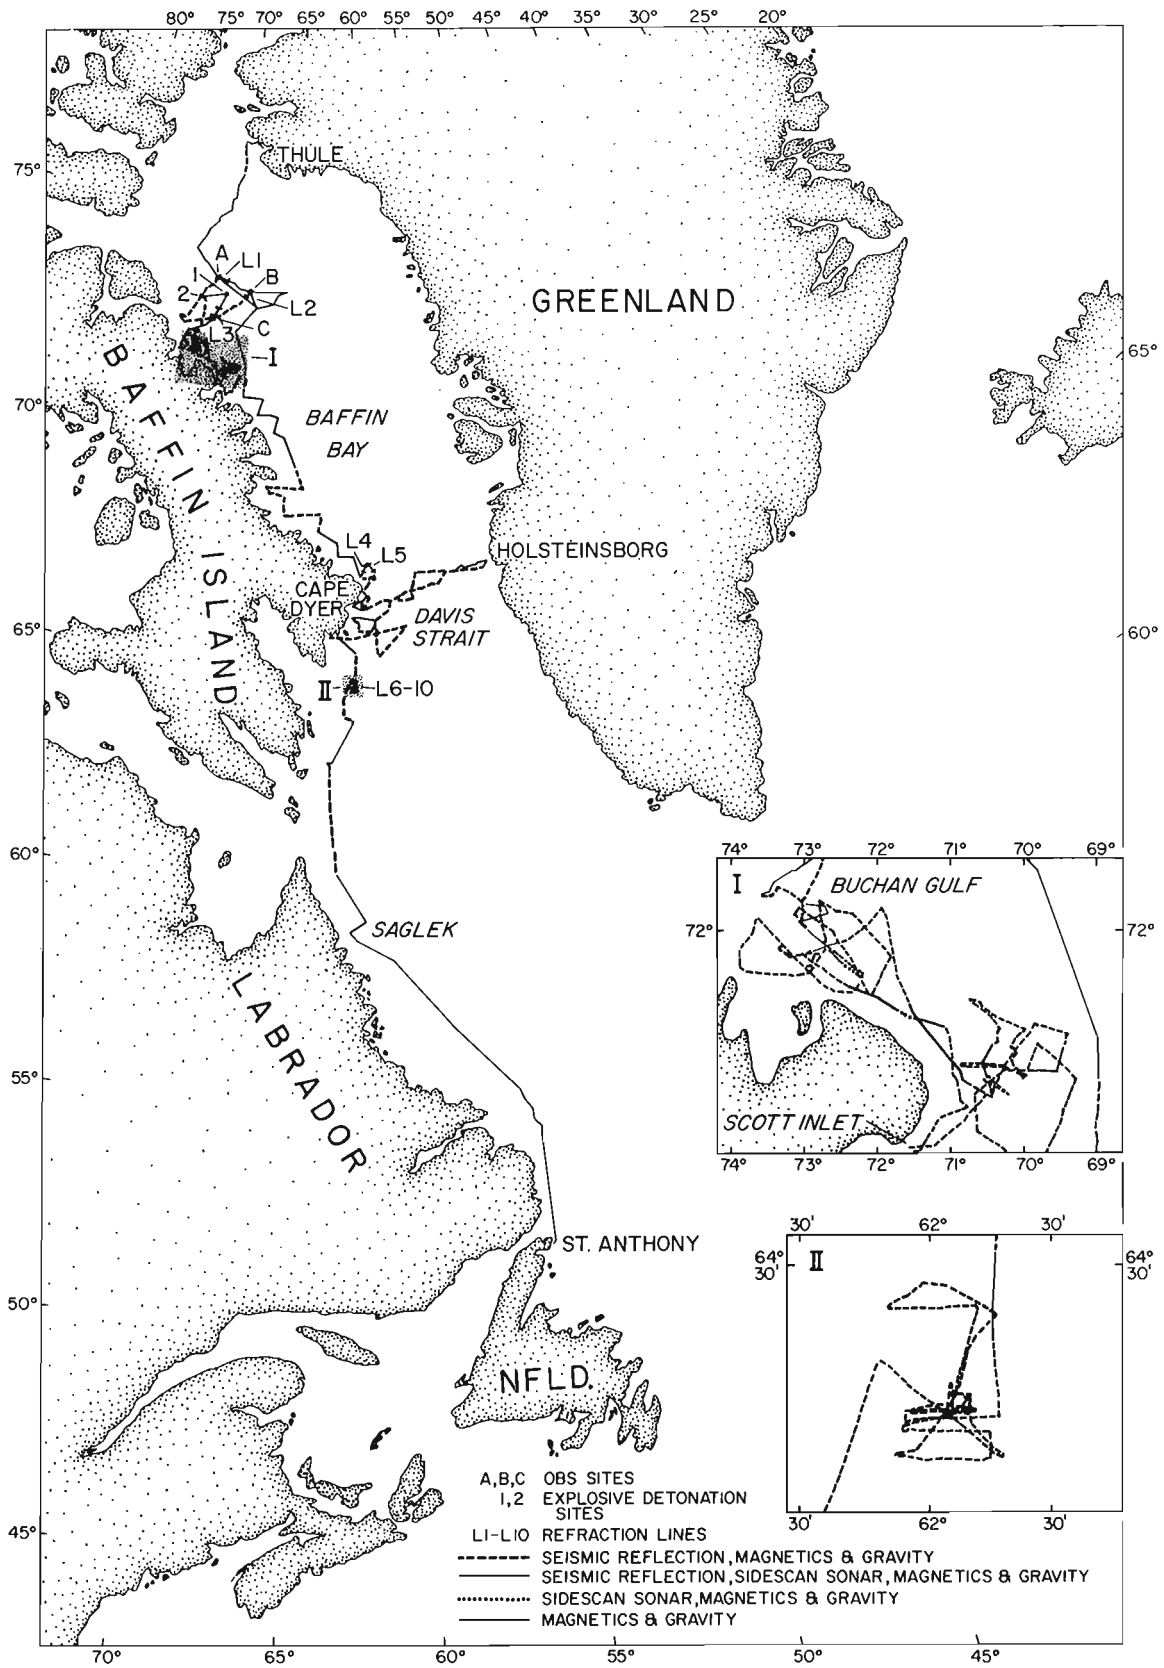 80° 75° 70° 65° 60° 55° 50° 45° 40° 35° 30° 25° 20°
THULE
75°
A
L1
1
B
2
L2
GREENLAND
C
L3
I
65°
70°
BAFFIN
BAY
BAFFIN ISLAND
L4
L5
HOLSTEINSBORG
CAPE
DYER
DAVIS
STRAIT
65°
60°
II
L6-10
60°
SAGLEK
LABRADOR
55°
74° 73° 72° 71° 70° 69°
I
BUCHAN GULF
72°
72°
SCOTT INLET
74° 73° 72° 71° 70° 69°
ST. ANTHONY
50°
NFLD.
30' 62° 30'
64°
30'
II
64°
30'
30' 62° 30'
45°
A,B,C OBS SITES
1,2 EXPLOSIVE DETONATION
SITES
L1-L10 REFRACTION LINES
SEISMIC REFLECTION, MAGNETICS & GRAVITY
SEISMIC REFLECTION, SIDESCAN SONAR, MAGNETICS & GRAVITY
SIDESCAN SONAR, MAGNETICS & GRAVITY
MAGNETICS & GRAVITY
70° 65° 60° 55° 50° 45°